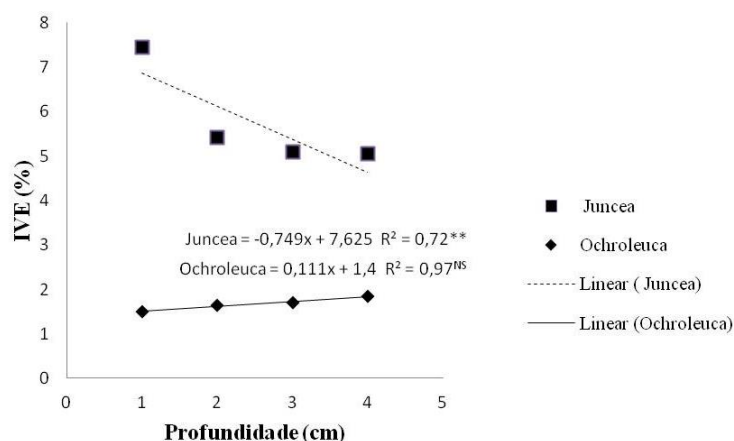 8
7
6
5
4
3
2
1
0
IVE (%)
Juncea = -0,749x + 7,625 R² = 0,72**
Ochroleuca = 0,111x + 1,4 R² = 0,97ᴺˢ
0 1 2 3 4 5
Profundidade (cm)
Juncea
Ochroleuca
Linear ( Juncea)
Linear (Ochroleuca)